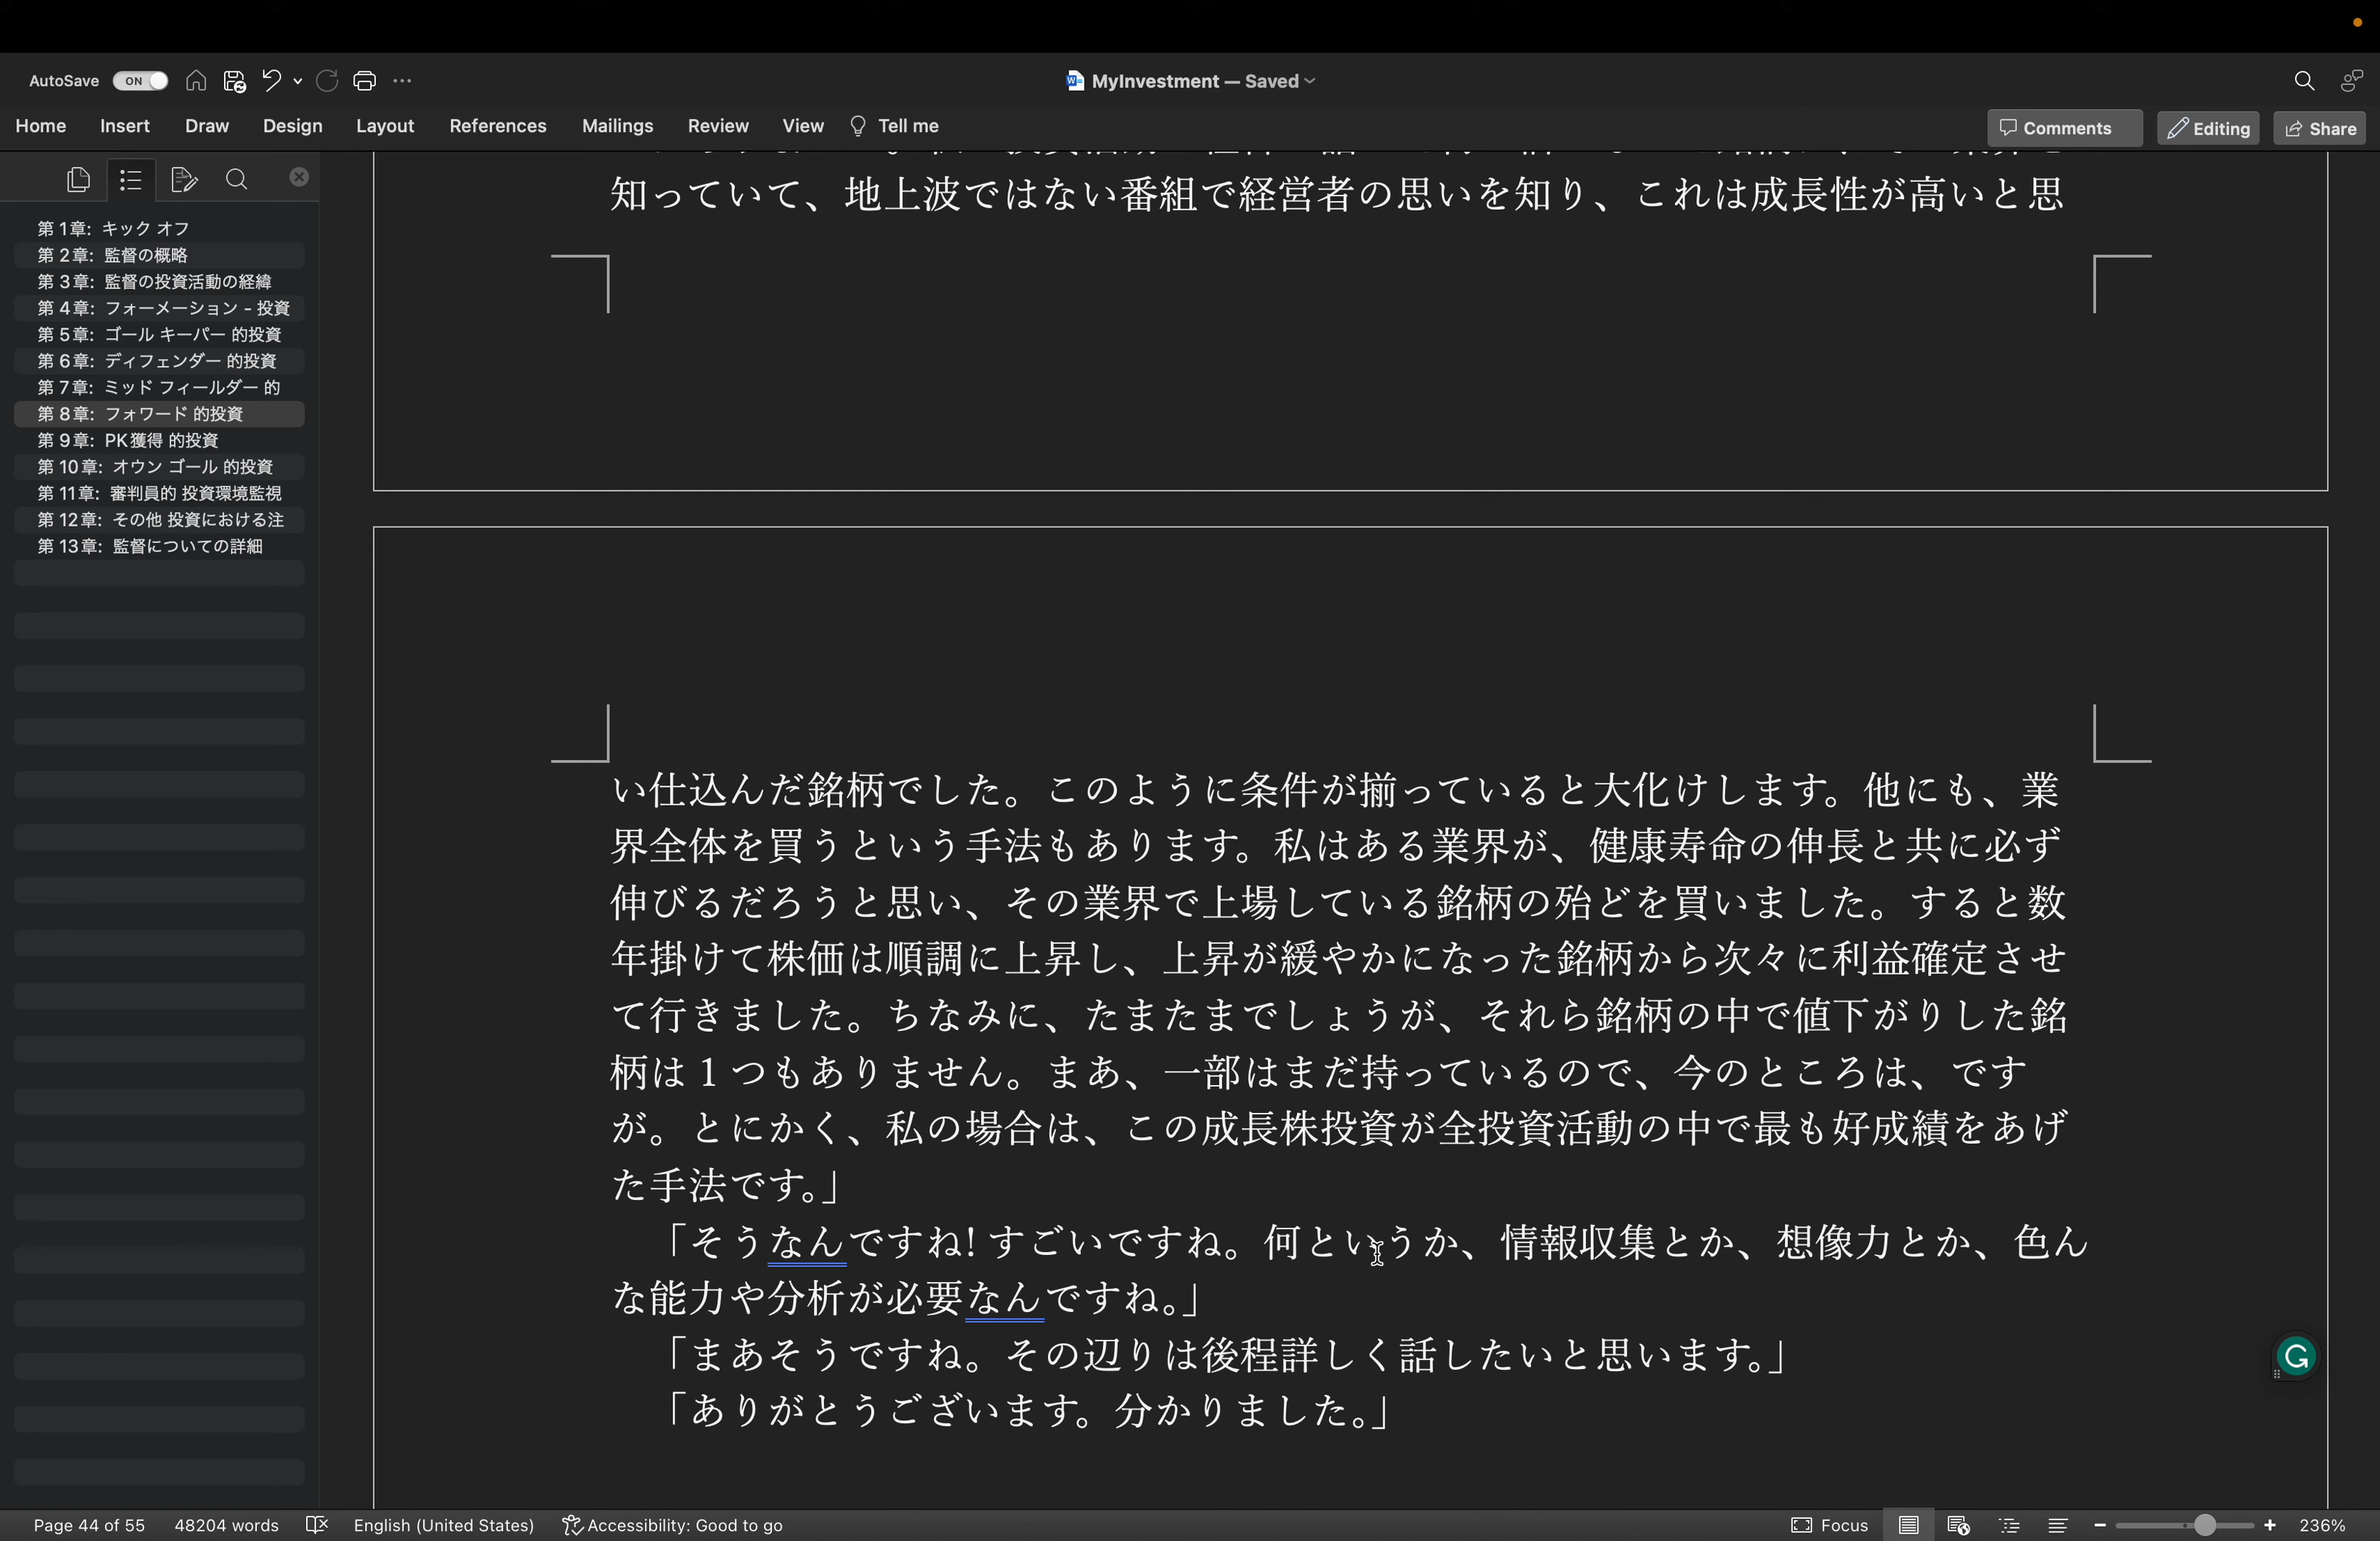 AutoSave ON MyInvestment — Saved
Home Insert Draw Design Layout References Mailings Review View Tell me Comments Editing Share
第1章: キック オフ
第2章: 監督の概略
第3章: 監督の投資活動の経緯
第4章: フォーメーション - 投資
第5章: ゴール キーパー 的投資
第6章: ディフェンダー 的投資
第7章: ミッド フィールダー 的
第8章: フォワード 的投資
第9章: PK獲得 的投資
第10章: オウン ゴール 的投資
第11章: 審判員的 投資環境監視
第12章: その他 投資における注
第13章: 監督についての詳細
知っていて、地上波ではない番組で経営者の思いを知り、これは成長性が高いと思
い仕込んだ銘柄でした。このように条件が揃っていると大化けします。他にも、業
界全体を買うという手法もあります。私はある業界が、健康寿命の伸長と共に必ず
伸びるだろうと思い、その業界で上場している銘柄の殆どを買いました。すると数
年掛けて株価は順調に上昇し、上昇が緩やかになった銘柄から次々に利益確定させ
て行きました。ちなみに、たまたまでしょうが、それら銘柄の中で値下がりした銘
柄は1つもありません。まあ、一部はまだ持っているので、今のところは、です
が。とにかく、私の場合は、この成長株投資が全投資活動の中で最も好成績をあげ
た手法です。」
「そうなんですね! すごいですね。何というか、情報収集とか、想像力とか、色ん
な能力や分析が必要なんですね。」
「まあそうですね。その辺りは後程詳しく話したいと思います。」
「ありがとうございます。分かりました。」
Page 44 of 55 48204 words English (United States) Accessibility: Good to go Focus 236%